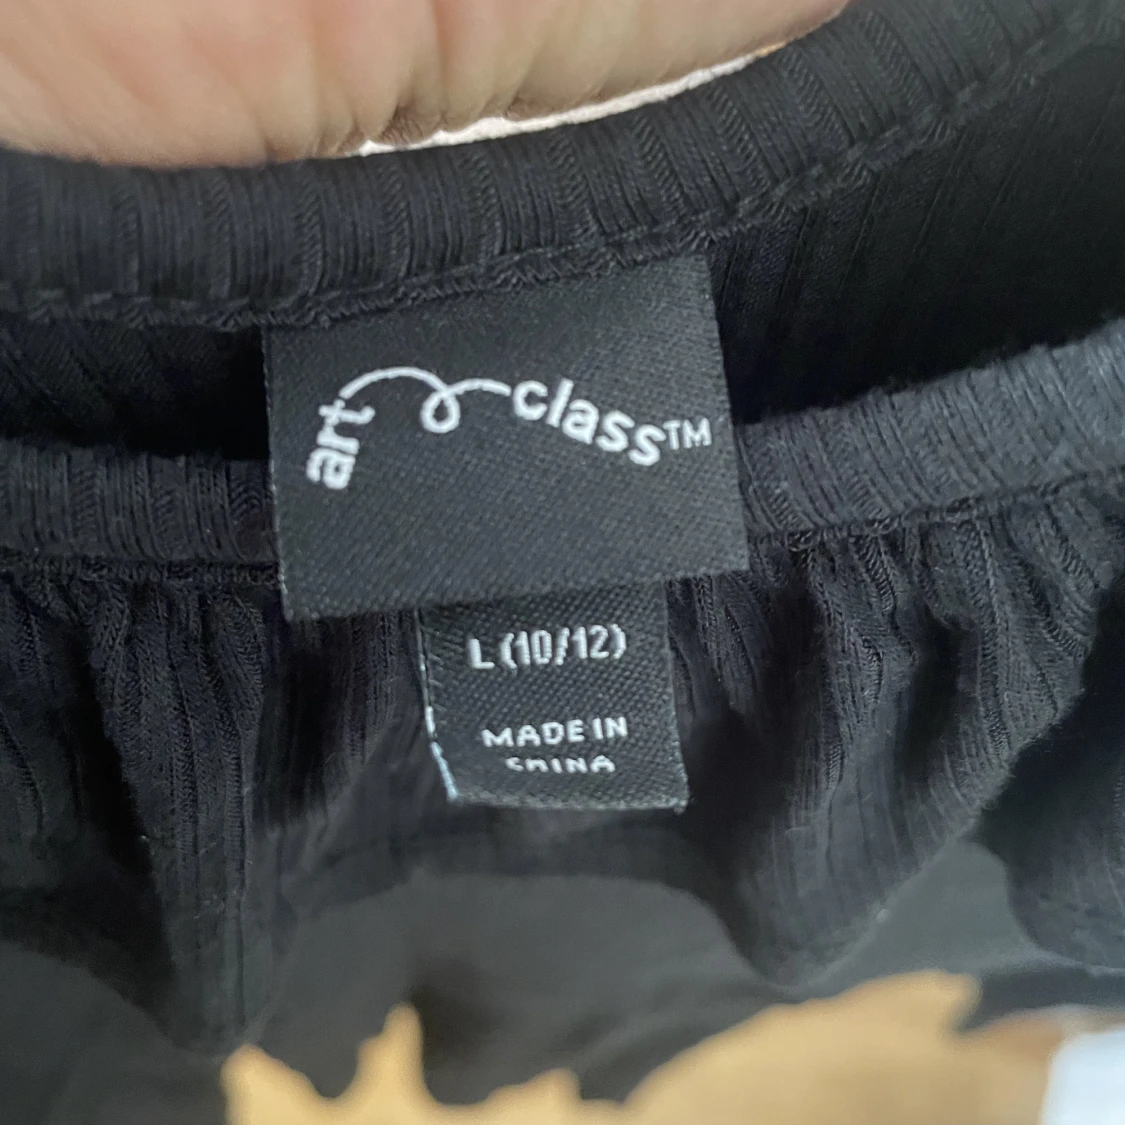 art class™
L (10/12)
MADE IN
CHINA